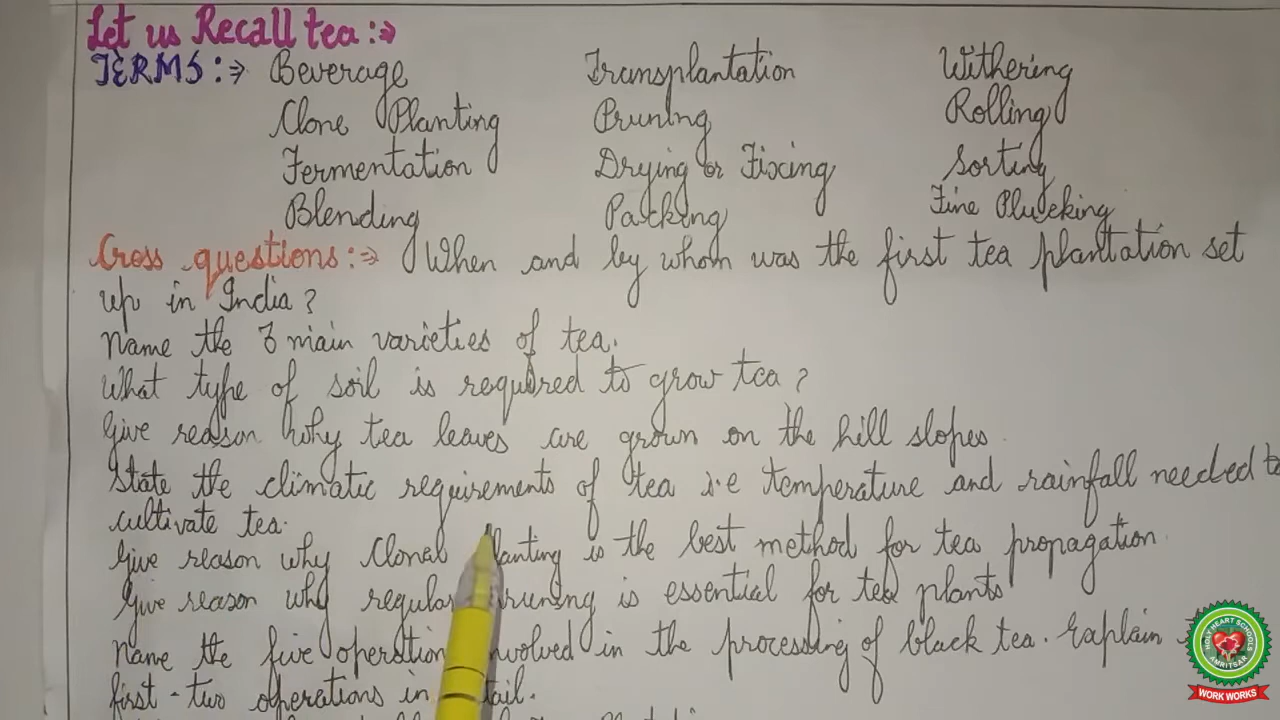 Let us Recall tea :⇒
TERMS :⇒ Beverage Transplantation Withering
Clone Planting Pruning Rolling
Fermentation Drying or Fixing Sorting
Blending Packing Fine Plucking
Cross questions :⇒ When and by whom was the first tea plantation set
up in India?
Name the 3 main varieties of tea.
What type of soil is required to grow tea?
Give reason why tea leaves are grown on the hill slopes.
State the climatic requirements of tea i.e temperature and rainfall needed to
cultivate tea.
Give reason why Clonal Planting is the best method for tea propagation.
Give reason why regular pruning is essential for tea plants
Name the five operations involved in the processing of black tea. Explain
first-two operations in detail.
HOLY HEART SCHOOLS
AMRITSAR
WORK WORKS